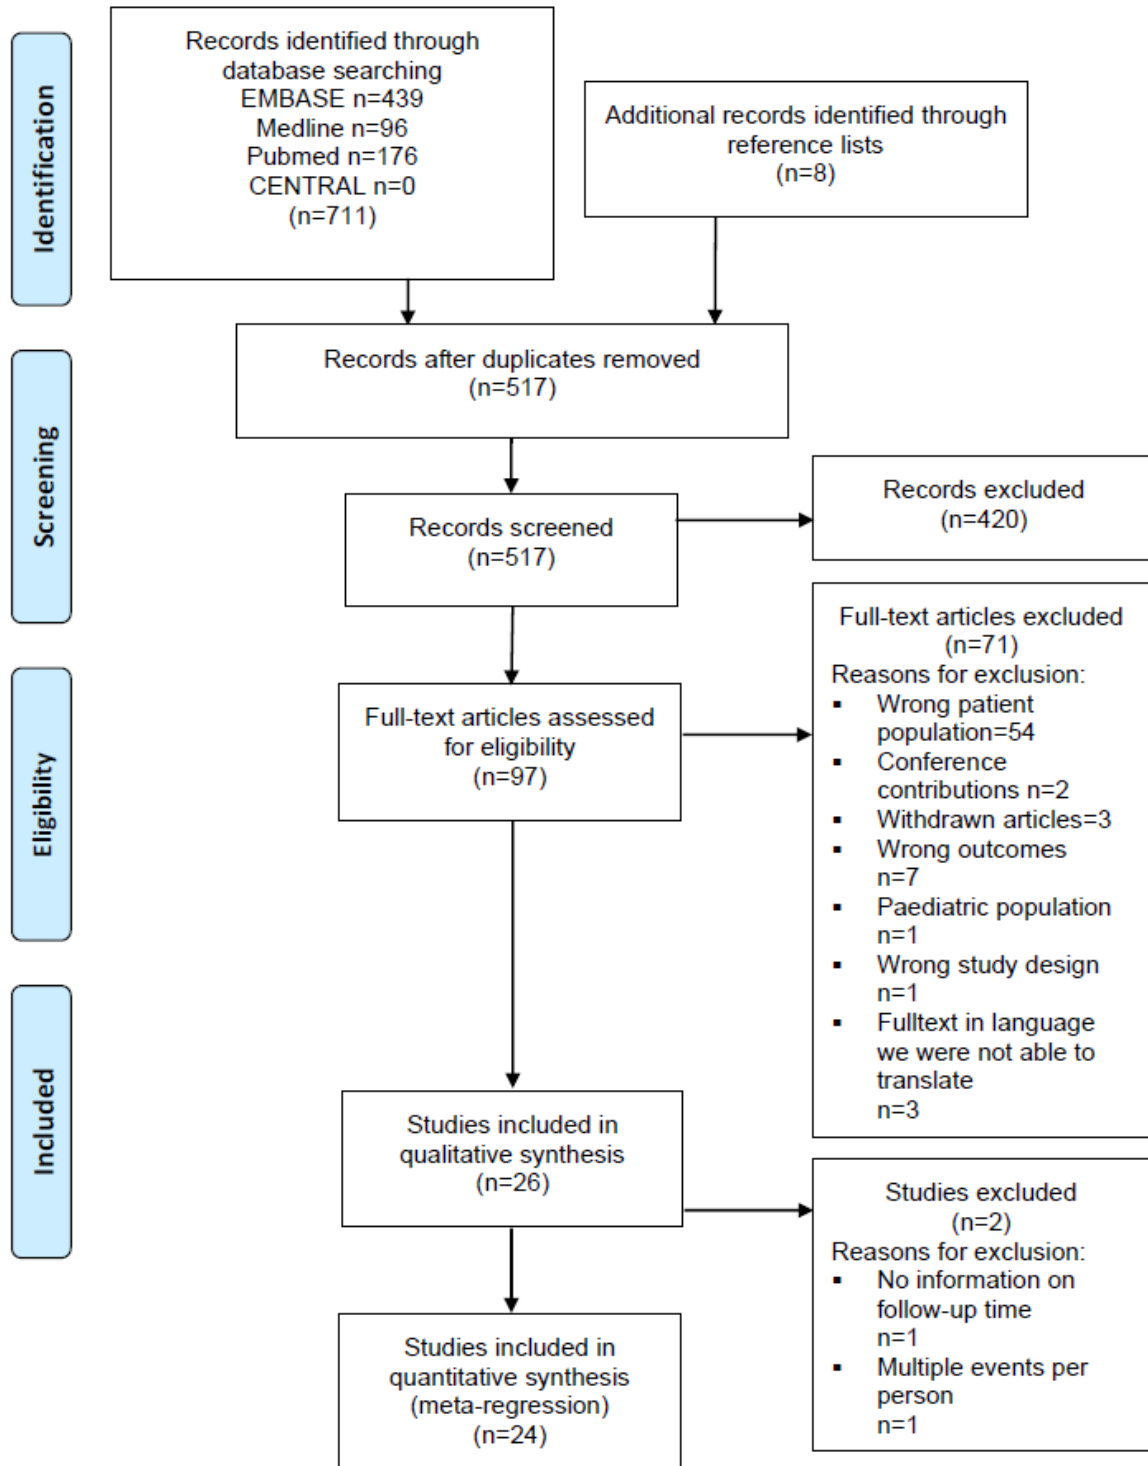 Identification
Records identified through
database searching
EMBASE n=439
Medline n=96
Pubmed n=176
CENTRAL n=0
(n=711)
Additional records identified through
reference lists
(n=8)
Screening
Records after duplicates removed
(n=517)
Records screened
(n=517)
Records excluded
(n=420)
Eligibility
Full-text articles assessed
for eligibility
(n=97)
Full-text articles excluded
(n=71)
Reasons for exclusion:
▪ Wrong patient
population=54
▪ Conference
contributions n=2
▪ Withdrawn articles=3
▪ Wrong outcomes
n=7
▪ Paediatric population
n=1
▪ Wrong study design
n=1
▪ Fulltext in language
we were not able to
translate
n=3
Included
Studies included in
qualitative synthesis
(n=26)
Studies excluded
(n=2)
Reasons for exclusion:
▪ No information on
follow-up time
n=1
▪ Multiple events per
person
n=1
Studies included in
quantitative synthesis
(meta-regression)
(n=24)